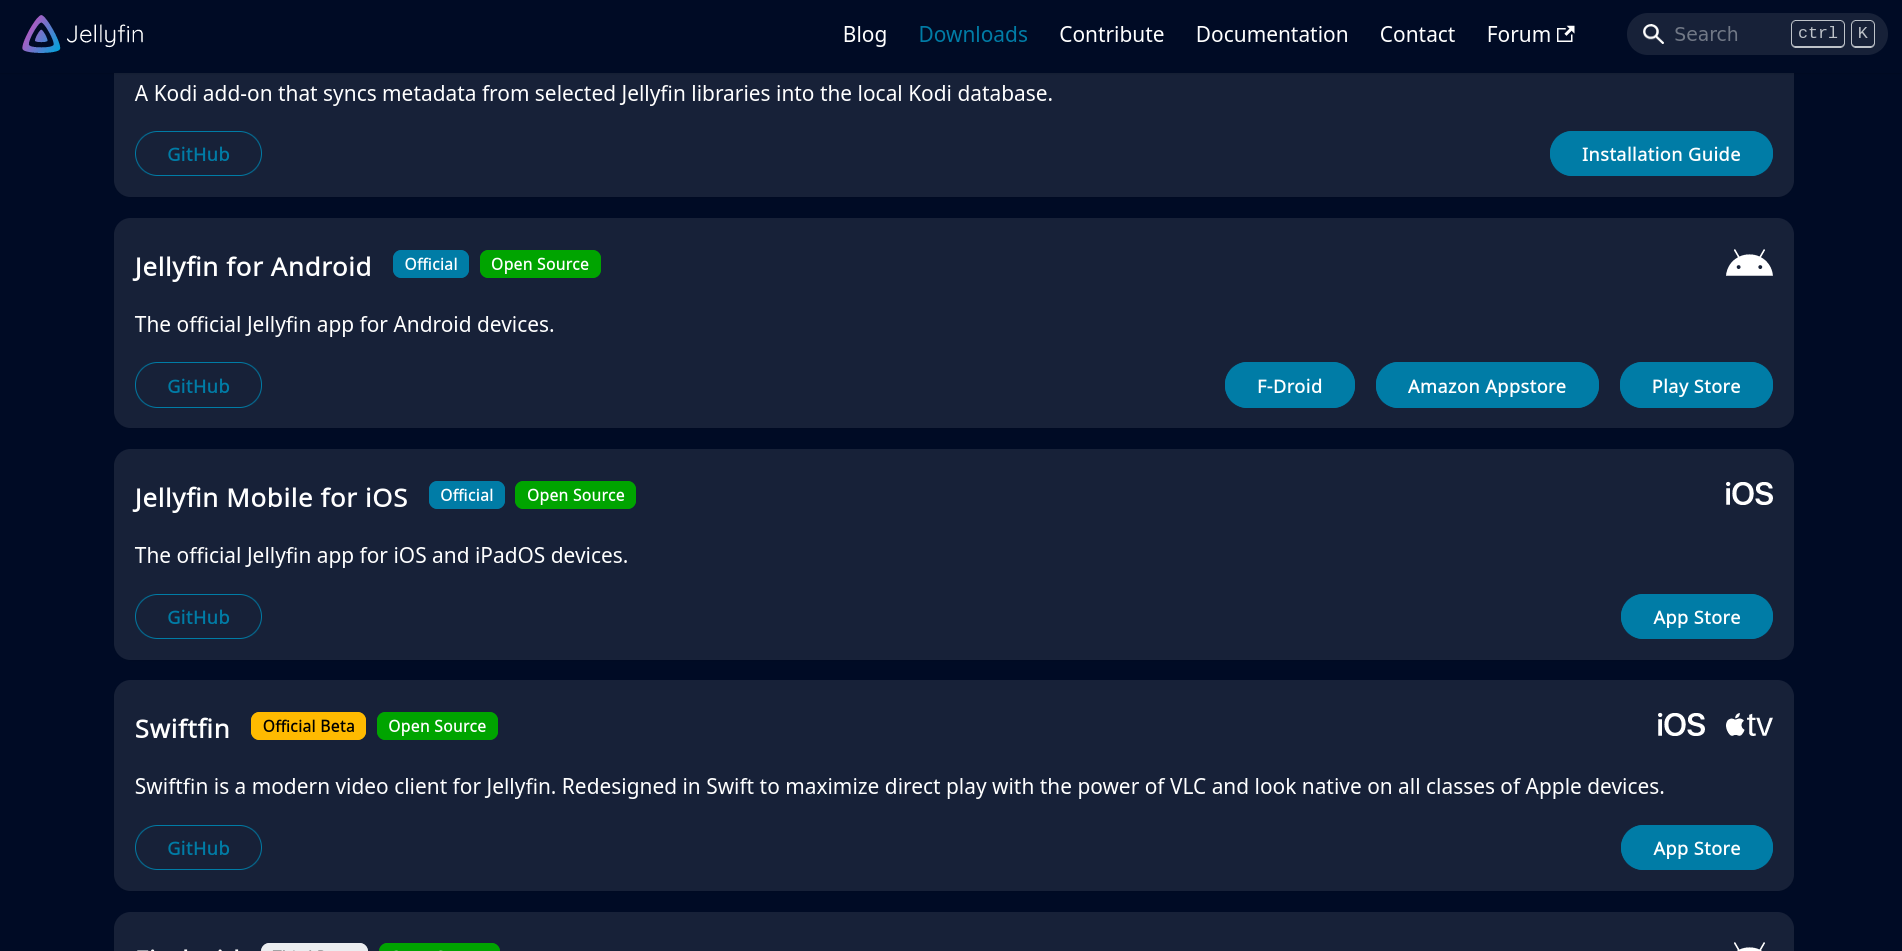 Jellyfin
Blog Downloads Contribute Documentation Contact Forum Search ctrl K
A Kodi add-on that syncs metadata from selected Jellyfin libraries into the local Kodi database.
GitHub Installation Guide
Jellyfin for Android Official Open Source
The official Jellyfin app for Android devices.
GitHub F-Droid Amazon Appstore Play Store
Jellyfin Mobile for iOS Official Open Source iOS
The official Jellyfin app for iOS and iPadOS devices.
GitHub App Store
Swiftfin Official Beta Open Source iOS tv
Swiftfin is a modern video client for Jellyfin. Redesigned in Swift to maximize direct play with the power of VLC and look native on all classes of Apple devices.
GitHub App Store